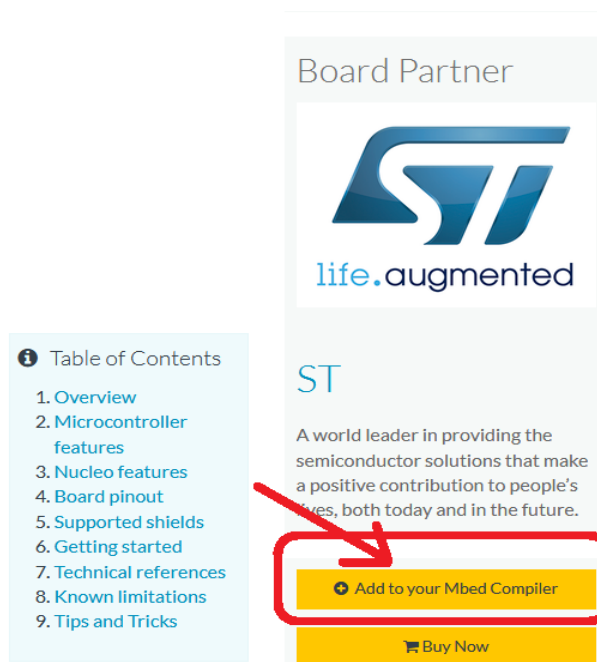 Board Partner
ST
life.augmented
Table of Contents
1. Overview
2. Microcontroller
features
3. Nucleo features
4. Board pinout
5. Supported shields
6. Getting started
7. Technical references
8. Known limitations
9. Tips and Tricks
ST
A world leader in providing the
semiconductor solutions that make
a positive contribution to people's
lives, both today and in the future.
Add to your Mbed Compiler
Buy Now